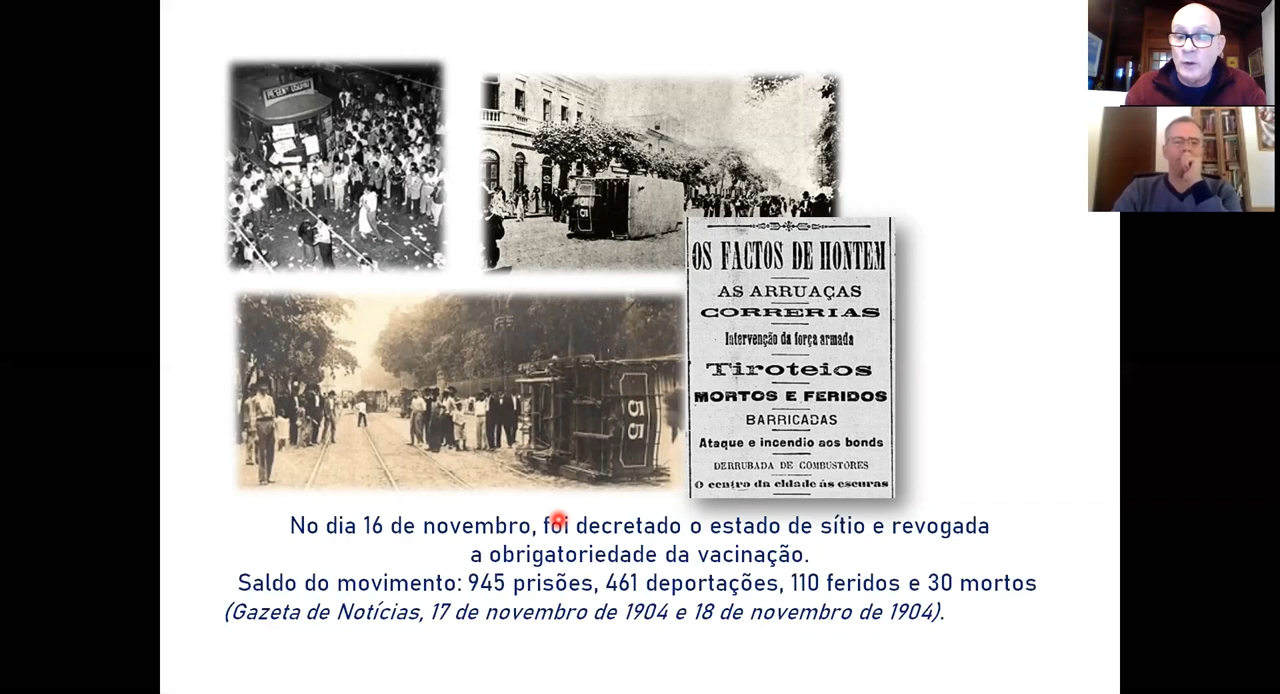 OS FACTOS DE HONTEM
AS ARRUAÇAS
CORRERIAS
Intervenção da força armada
Tiroteios
MORTOS E FERIDOS
BARRICADAS
Ataque e incendio aos bonds
DERRUBADA DE COMBUSTORES
O centro da cidade ás escuras
55
No dia 16 de novembro, foi decretado o estado de sítio e revogada
a obrigatoriedade da vacinação.
Saldo do movimento: 945 prisões, 461 deportações, 110 feridos e 30 mortos
(Gazeta de Notícias, 17 de novembro de 1904 e 18 de novembro de 1904).